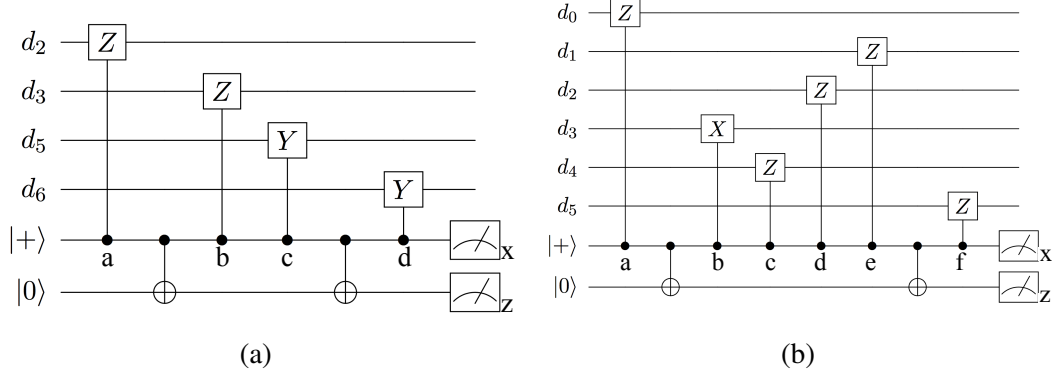 d₂ Z
d₃ Z
d₅ Y
d₆ Y
|+⟩ a b c d x
|0⟩ z
(a)
d₀ Z
d₁ Z
d₂ Z
d₃ X
d₄ Z
d₅ Z
|+⟩ a b c d e f x
|0⟩ z
(b)